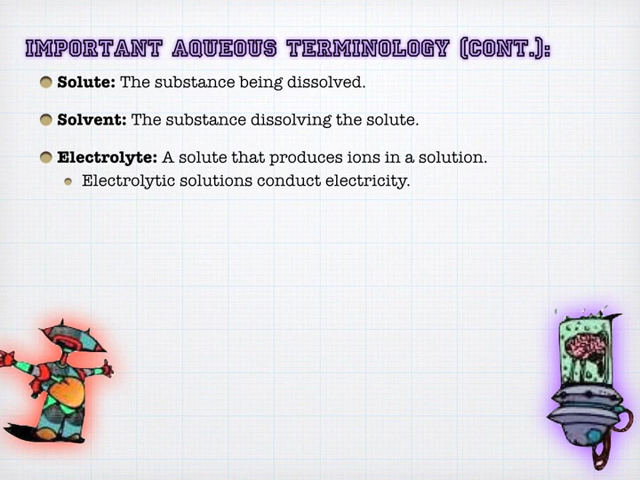 IMPORTANT AQUEOUS TERMINOLOGY (CONT.):
Solute: The substance being dissolved.
Solvent: The substance dissolving the solute.
Electrolyte: A solute that produces ions in a solution.
Electrolytic solutions conduct electricity.